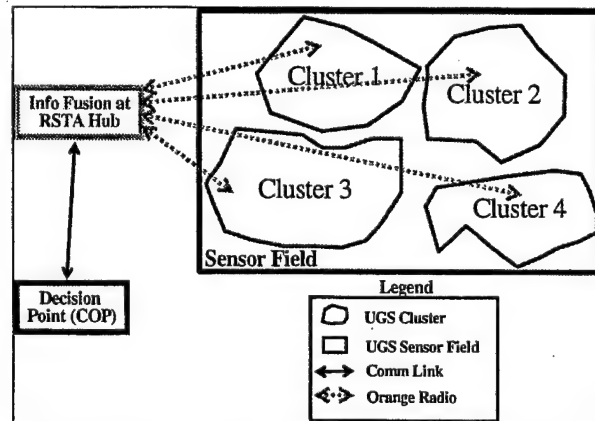 Cluster 1
Cluster 2
Info Fusion at
RSTA Hub
Cluster 3
Cluster 4
Sensor Field
Decision
Point (COP)
Legend
UGS Cluster
UGS Sensor Field
Comm Link
Orange Radio